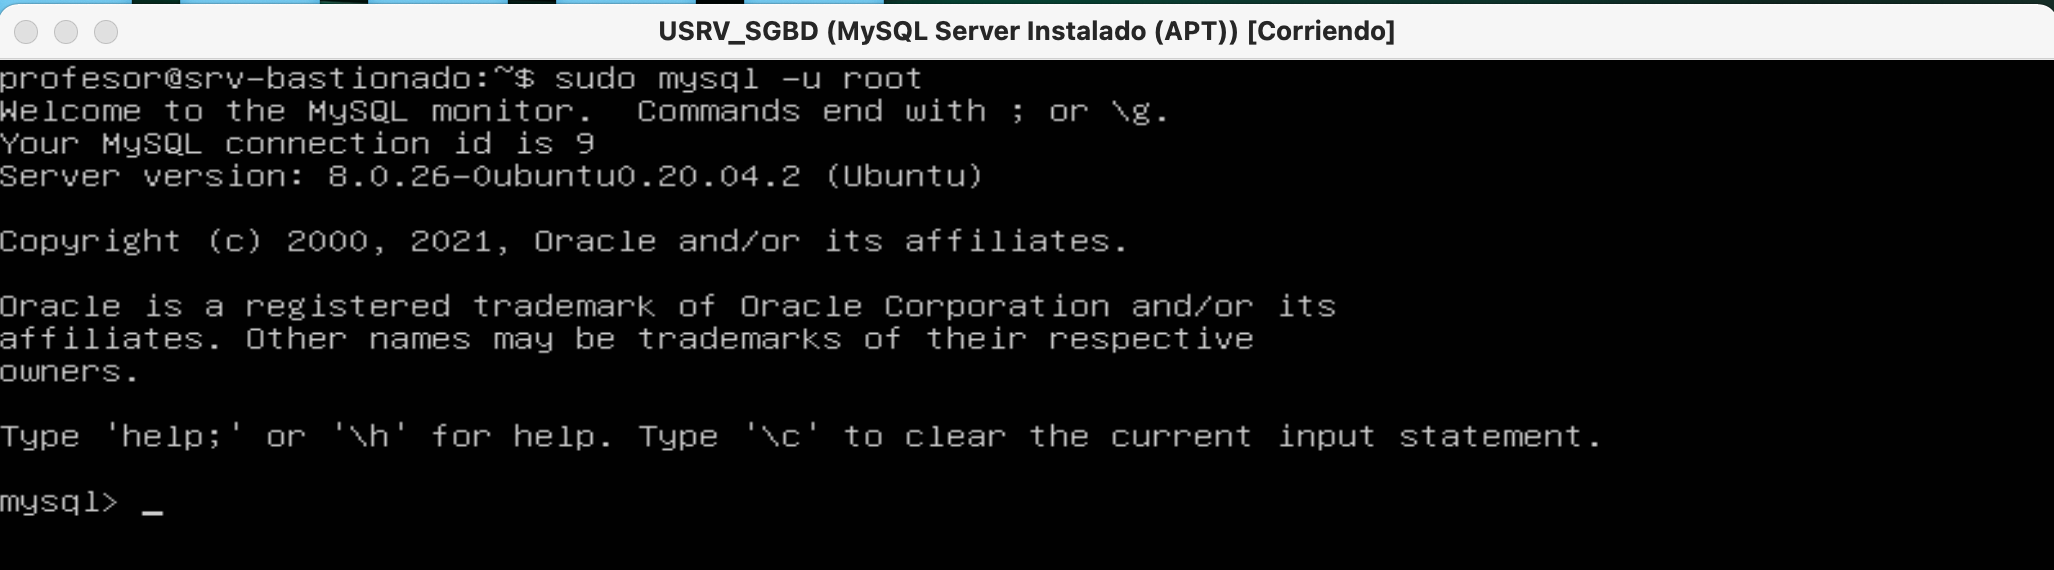 USRV_SGBD (MySQL Server Instalado (APT)) [Corriendo]
profesor@srv-bastionado:~$ sudo mysql -u root
Welcome to the MySQL monitor.  Commands end with ; or \g.
Your MySQL connection id is 9
Server version: 8.0.26-0ubuntu0.20.04.2 (Ubuntu)
Copyright (c) 2000, 2021, Oracle and/or its affiliates.
Oracle is a registered trademark of Oracle Corporation and/or its
affiliates. Other names may be trademarks of their respective
owners.
Type 'help;' or '\h' for help. Type '\c' to clear the current input statement.
mysql> _